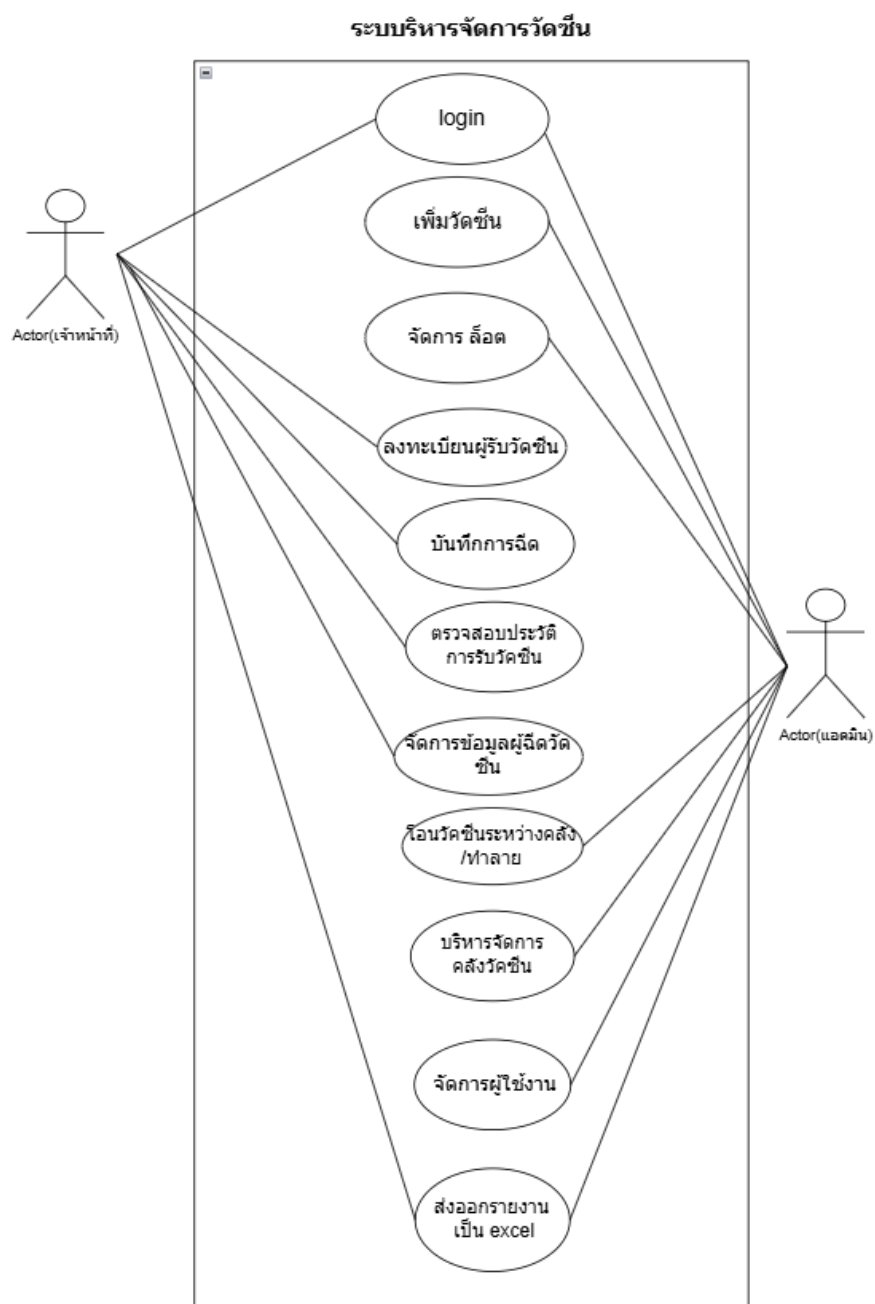 ระบบริหารจัดการวัดซีน
login
เพิ่มวัดซีน
จัดการ ล็อต
Actor(เจ้าหน้าที่)
ลงทะเบียนผู้รับวัดซีน
บันทึกการฉีด
ตรวจสอบประวัติ
การรับวัคซีน
Actor(แอดมิน)
จัดการข้อมูลผู้ฉีดวัด
ซีน
โอนวัคซีนระหว่างคลัง
/ทำลาย
บริหารจัดการ
คลังวัคซีน
จัดการผู้ใช้งาน
ส่งออกรายงาน
เป็น excel